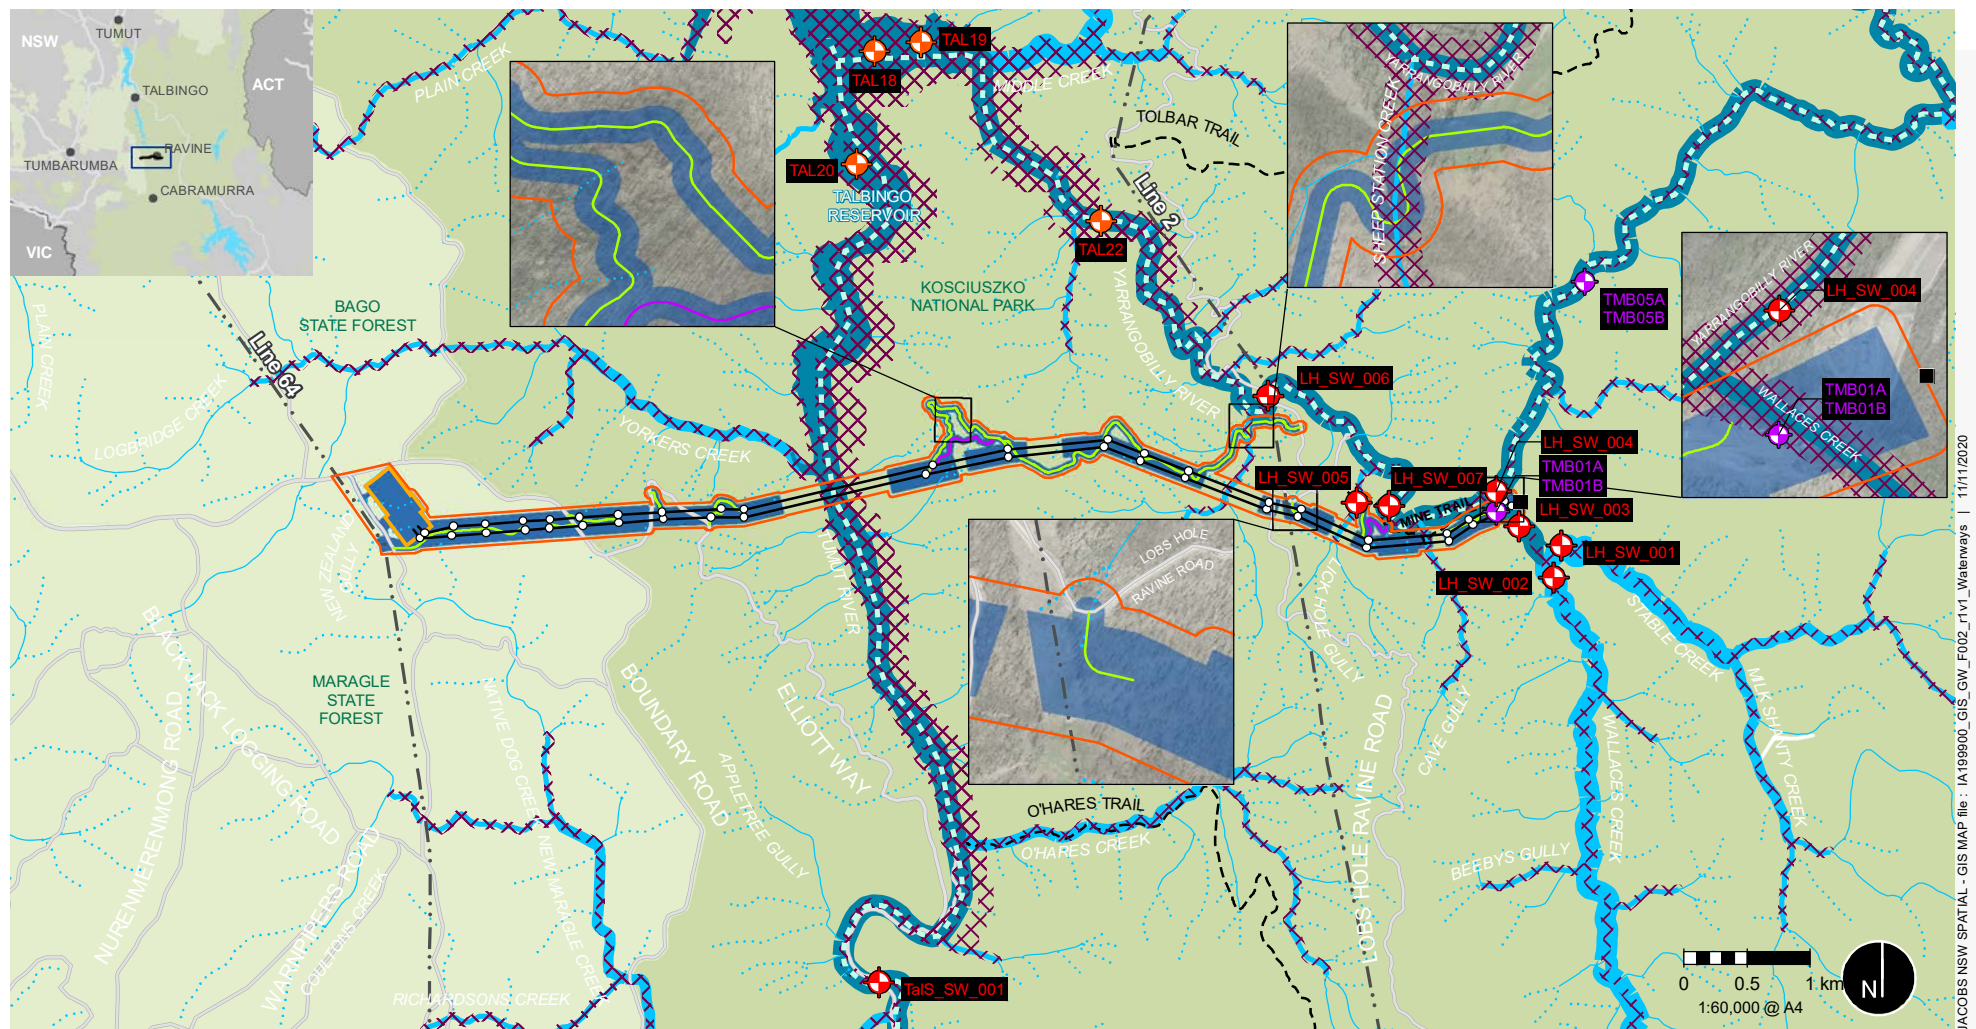 TUMUT
NSW
ACT
TALBINGO
RAVINE
TUMBARUMBA
CABRAMURRA
VIC
PLAIN CREEK
TAL19
TAL18
MIDDLE CREEK
TOLBAR TRAIL
TAL20
TALBINGO
RESERVOIR
TAL22
Line 2
YARRANGOBILLY RIVER
SHEEP STATION CREEK
KOSCIUSZKO
NATIONAL PARK
YARRANGOBILLY RIVER
TMB05A
TMB05B
YARRANGOBILLY RIVER
LH_SW_004
TMB01A
TMB01B
WALLACES CREEK
BAGO
STATE FOREST
PLAIN CREEK
Line 64
LOGBRIDGE CREEK
YORKERS CREEK
LH_SW_006
LH_SW_005
LH_SW_007
LH_SW_004
TMB01A
TMB01B
MINE TRAIL
LH_SW_003
LH_SW_001
LH_SW_002
NEW ZEALAND
GULLY
TUMUT RIVER
LOBS HOLE
RAVINE ROAD
LICK HOLE GULLY
STABLE CREEK
BLACK JACK LOGGING ROAD
MARAGLE
STATE
FOREST
NATIVE DOG CREEK
BOUNDARY ROAD
ELLIOTT WAY
APPLETREE GULLY
NURENMERENMONG ROAD
WARNPIPERS ROAD
COULTONS CREEK
NEW MARAGLE CREEK
RICHARDSONS CREEK
O'HARES TRAIL
O'HARES CREEK
LOBS HOLE RAVINE ROAD
CAVE GULLY
WALLACES CREEK
MILK SHANTY CREEK
BEEBYS GULLY
TalS_SW_001
0 0.5 1 km
1:60,000 @ A4
N
JACOBS NSW SPATIAL - GIS MAP file : IA199900_GIS_GW_F002_r1v1_Waterways | 11/11/2020